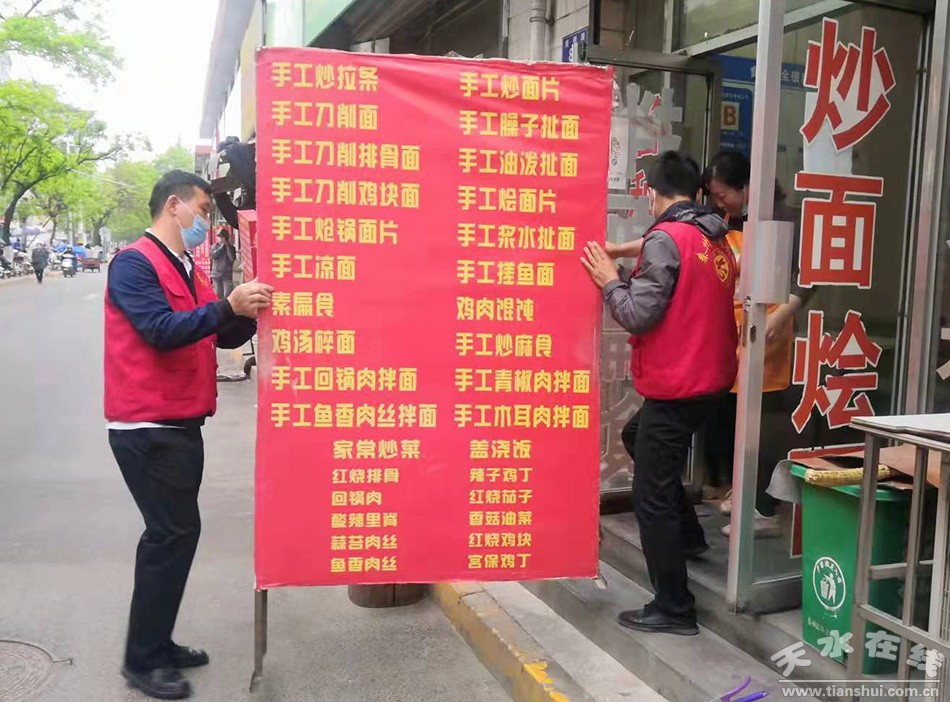 手工炒拉条
手工刀削面
手工刀削排骨面
手工刀削鸡块面
手工炝锅面片
手工凉面
素扁食
鸡汤碎面
手工回锅肉拌面
手工鱼香肉丝拌面
家常炒菜
红烧排骨
回锅肉
酸辣里脊
蒜苔肉丝
鱼香肉丝
手工炒面片
手工臊子扯面
手工油泼扯面
手工烩面片
手工浆水扯面
手工搓鱼面
鸡肉馄饨
手工炒麻食
手工青椒肉拌面
手工木耳肉拌面
盖浇饭
辣子鸡丁
红烧茄子
香菇油菜
红烧鸡块
宫保鸡丁
炒面烩
天水在线
www.tianshui.com.cn